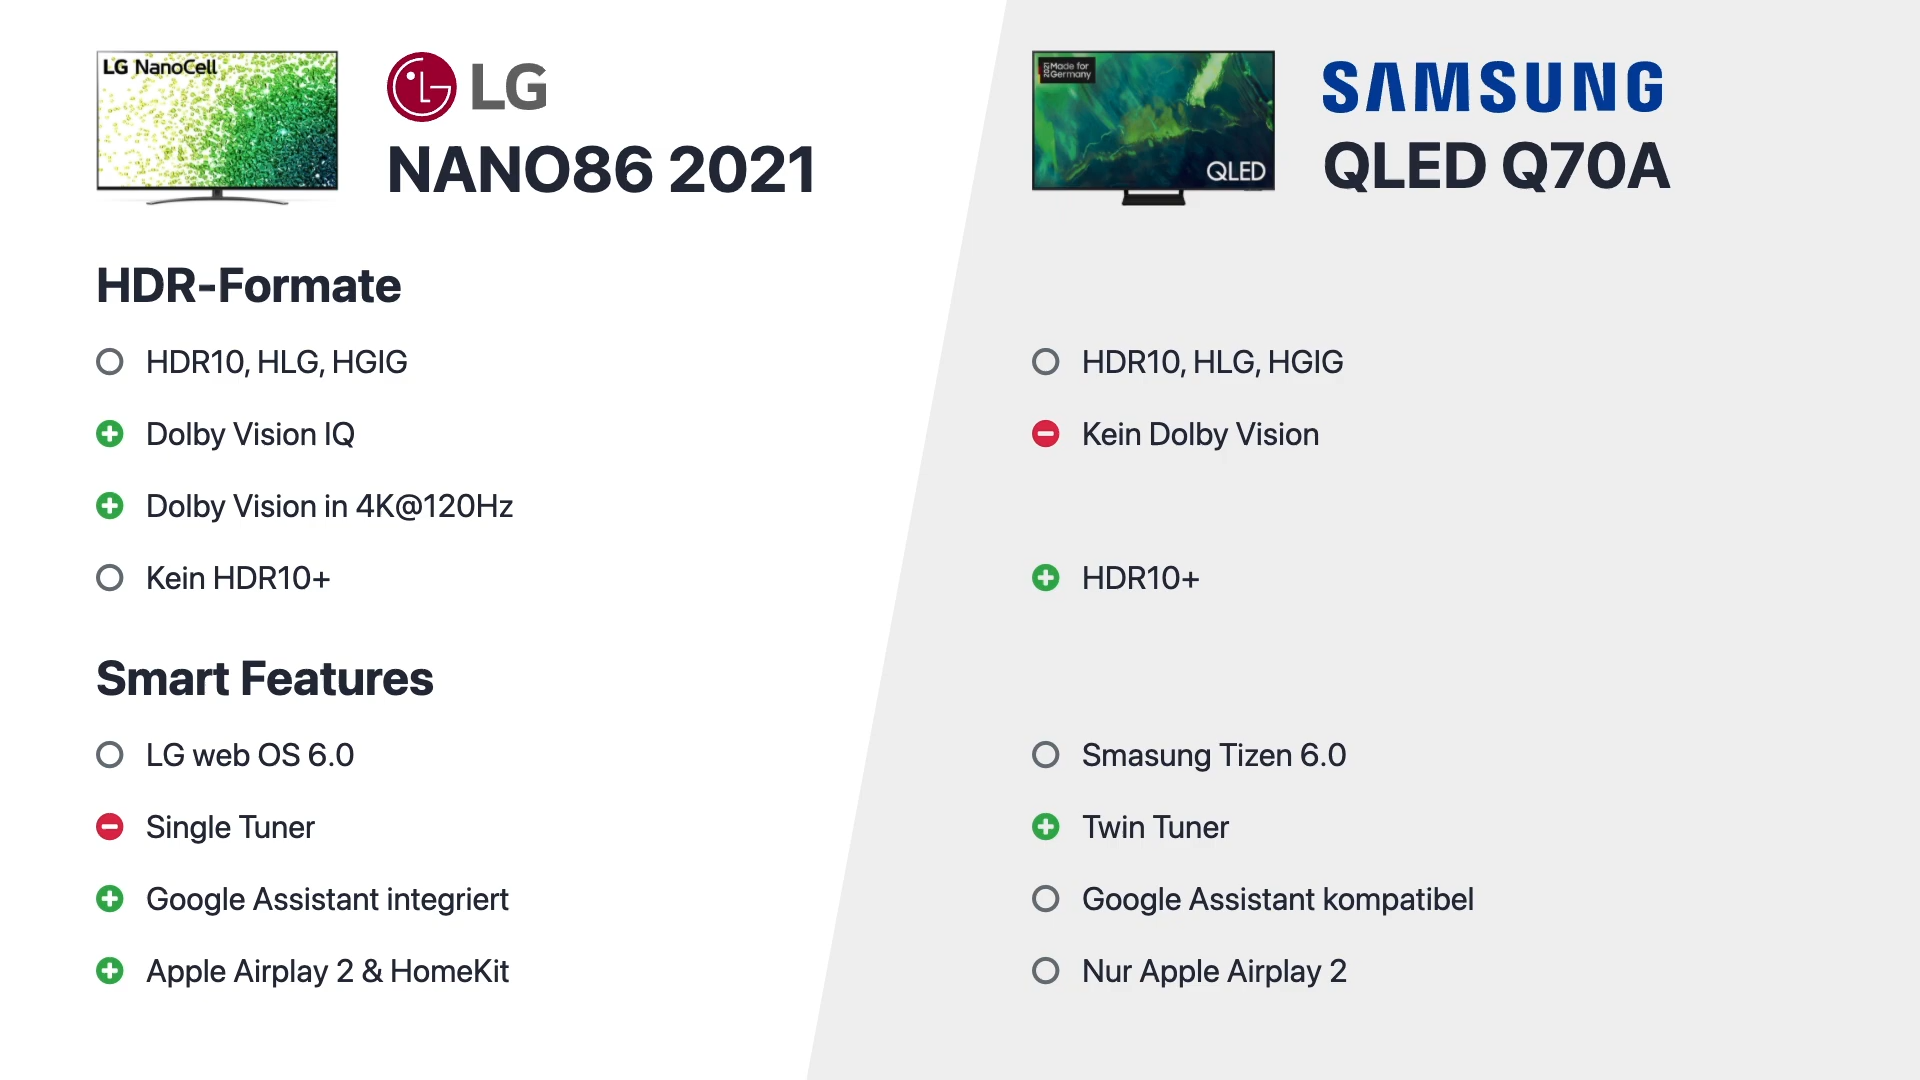 LG NanoCell
LG
NANO86 2021
HDR-Formate
HDR10, HLG, HGIG
Dolby Vision IQ
Dolby Vision in 4K@120Hz
Kein HDR10+
Smart Features
LG web OS 6.0
Single Tuner
Google Assistant integriert
Apple Airplay 2 & HomeKit
2021
Made for
Germany
QLED
SAMSUNG
QLED Q70A
HDR10, HLG, HGIG
Kein Dolby Vision
HDR10+
Smasung Tizen 6.0
Twin Tuner
Google Assistant kompatibel
Nur Apple Airplay 2